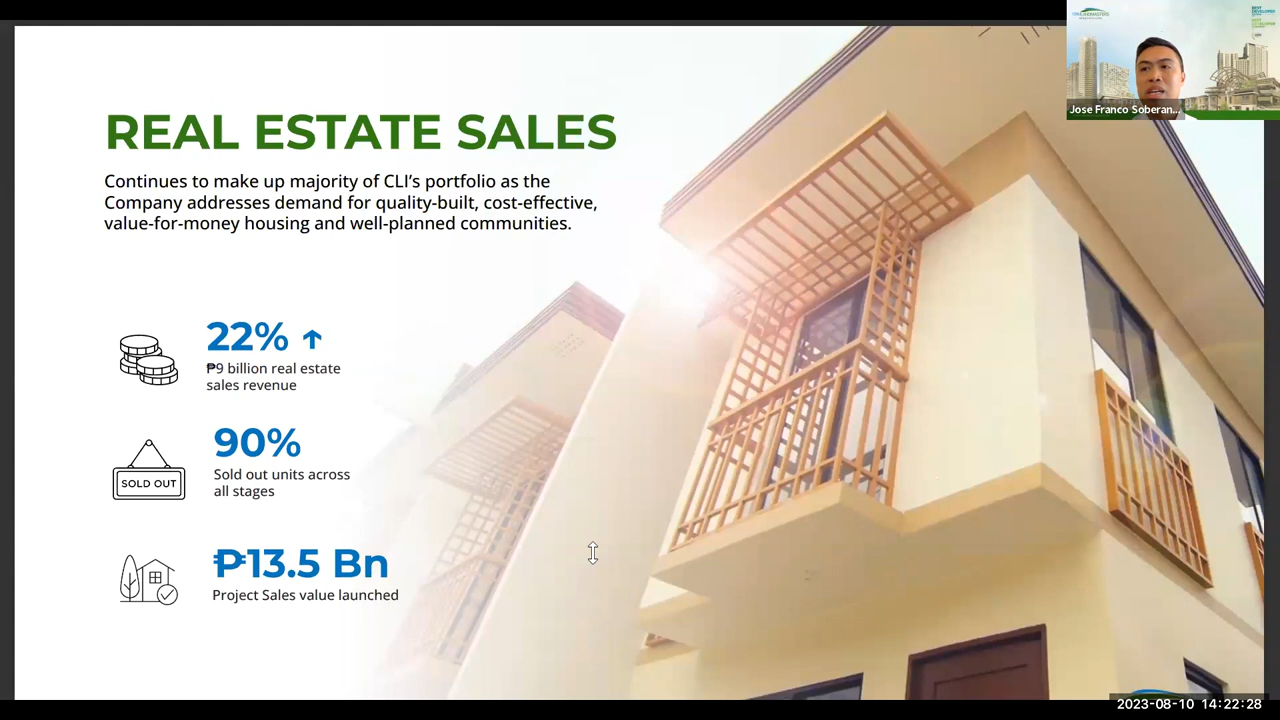 REAL ESTATE SALES
Continues to make up majority of CLI's portfolio as the
Company addresses demand for quality-built, cost-effective,
value-for-money housing and well-planned communities.
22%
₱9 billion real estate
sales revenue
SOLD OUT
90%
Sold out units across
all stages
₱13.5 Bn
Project Sales value launched
BEST
DEVELOPER
Jose Franco Soberan...
2023-08-10 14:22:28